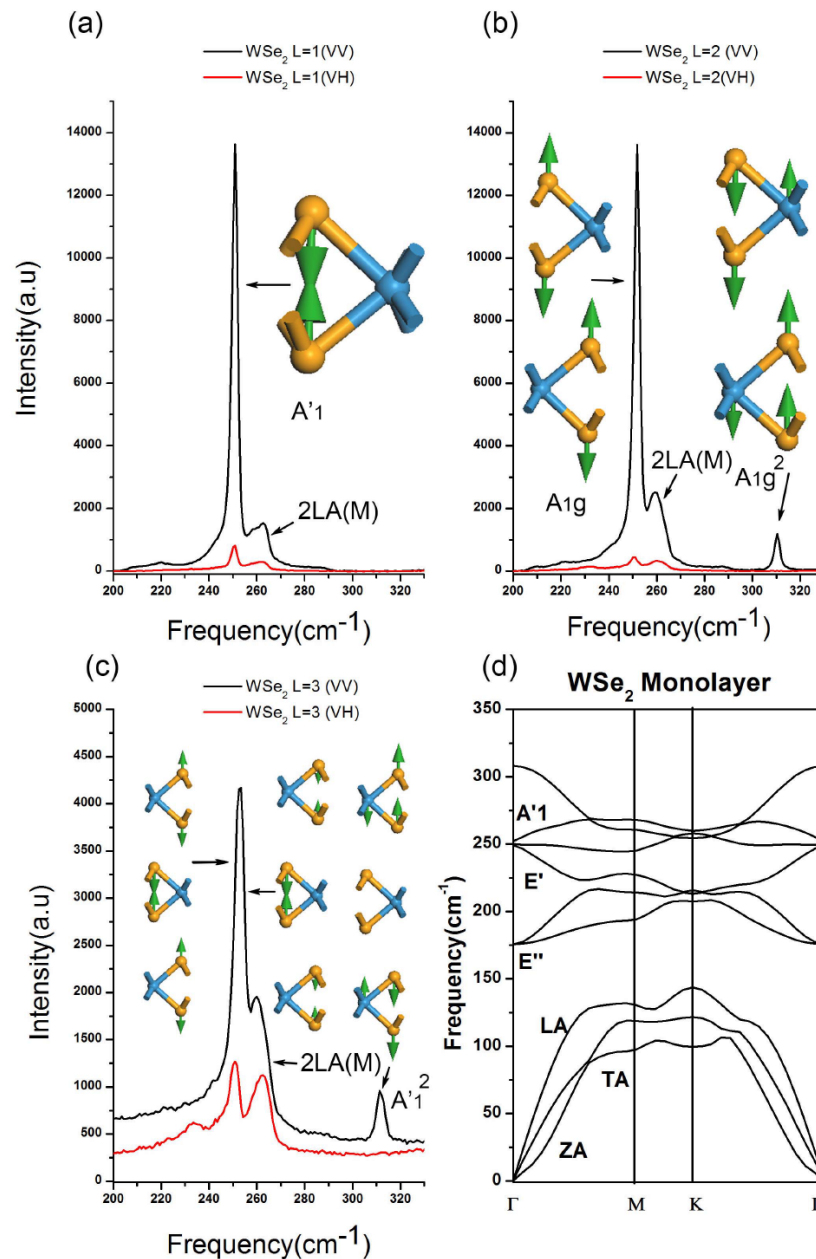 (a)
WSe2 L=1(VV)
WSe2 L=1(VH)
14000
12000
10000
8000
6000
4000
2000
0
Intensity(a.u)
A'1
2LA(M)
200 220 240 260 280 300 320
Frequency(cm-1)
(b)
WSe2 L=2 (VV)
WSe2 L=2(VH)
14000
12000
10000
8000
6000
4000
2000
0
2LA(M)
A1g
A1g2
200 220 240 260 280 300 320
Frequency(cm-1)
(c)
WSe2 L=3 (VV)
WSe2 L=3 (VH)
5000
4500
4000
3500
3000
2500
2000
1500
1000
500
0
Intensity(a.u)
2LA(M)
A'12
200 220 240 260 280 300 320
Frequency(cm-1)
(d)
WSe2 Monolayer
350
300
250
200
150
100
50
0
Frequency(cm-1)
A'1
E'
E''
LA
TA
ZA
Γ M K